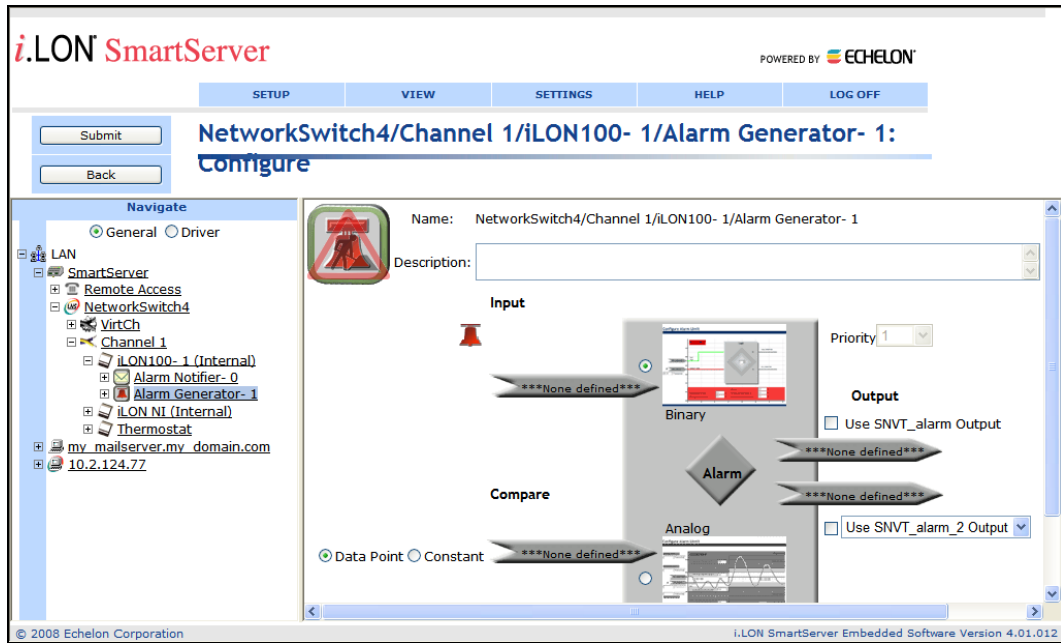 i.LON SmartServer
POWERED BY ECHELON
SETUP VIEW SETTINGS HELP LOG OFF
Submit
Back
NetworkSwitch4/Channel 1/iLON100- 1/Alarm Generator- 1:
Configure
Navigate
General Driver
LAN
SmartServer
Remote Access
NetworkSwitch4
VirtCh
Channel 1
iLON100- 1 (Internal)
Alarm Notifier- 0
Alarm Generator- 1
iLON NI (Internal)
Thermostat
my_mailserver.my_domain.com
10.2.124.77
Name: NetworkSwitch4/Channel 1/iLON100- 1/Alarm Generator- 1
Description:
Input
Priority 1
***None defined***
Binary
Output
Use SNVT_alarm Output
***None defined***
Alarm
***None defined***
Compare
Analog
Use SNVT_alarm_2 Output
Data Point Constant
***None defined***
© 2008 Echelon Corporation
i.LON SmartServer Embedded Software Version 4.01.012